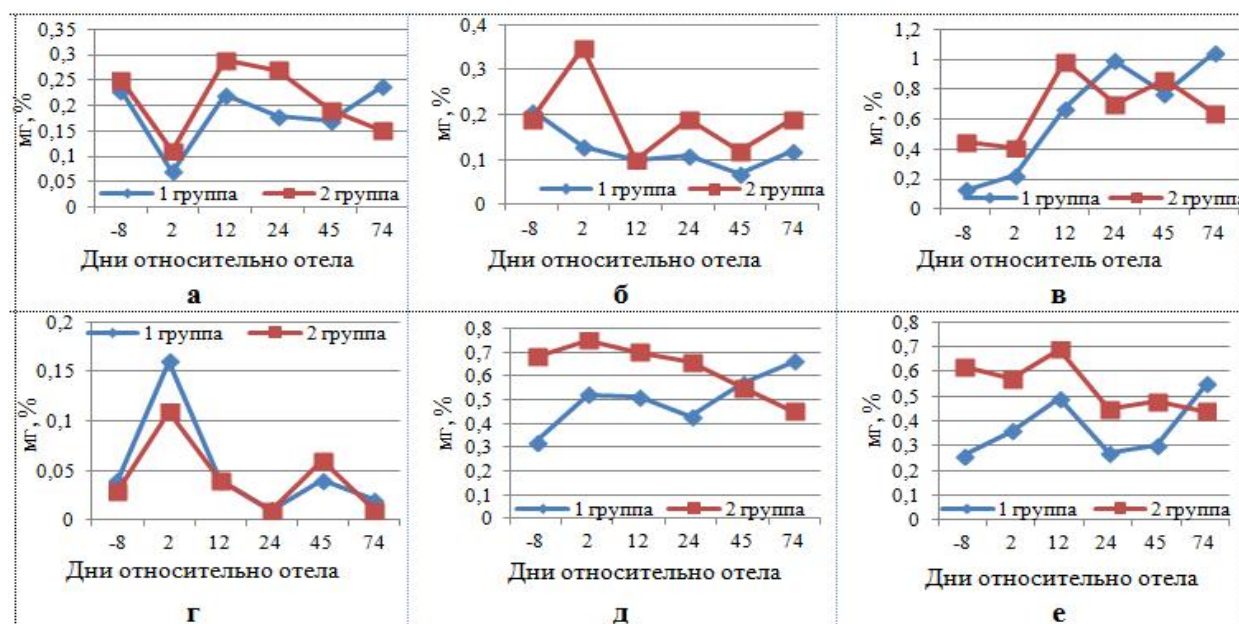 0,35
0,3
0,25
0,2
0,15
0,1
0,05
0
мг, %
1 группа 2 группа
-8 2 12 24 45 74
Дни относительно отела
а
0,4
0,3
0,2
0,1
0
мг, %
1 группа 2 группа
-8 2 12 24 45 74
Дни относительно отела
б
1,2
1
0,8
0,6
0,4
0,2
0
мг, %
1 группа 2 группа
-8 2 12 24 45 74
Дни относитель отела
в
0,2
0,15
0,1
0,05
0
мг, %
1 группа 2 группа
-8 2 12 24 45 74
Дни относительно отела
г
0,8
0,7
0,6
0,5
0,4
0,3
0,2
0,1
0
мг, %
1 группа 2 группа
-8 2 12 24 45 74
Дни относительно отела
д
0,8
0,7
0,6
0,5
0,4
0,3
0,2
0,1
0
мг, %
1 группа 2 группа
-8 2 12 24 45 74
Дни относительно отела
е